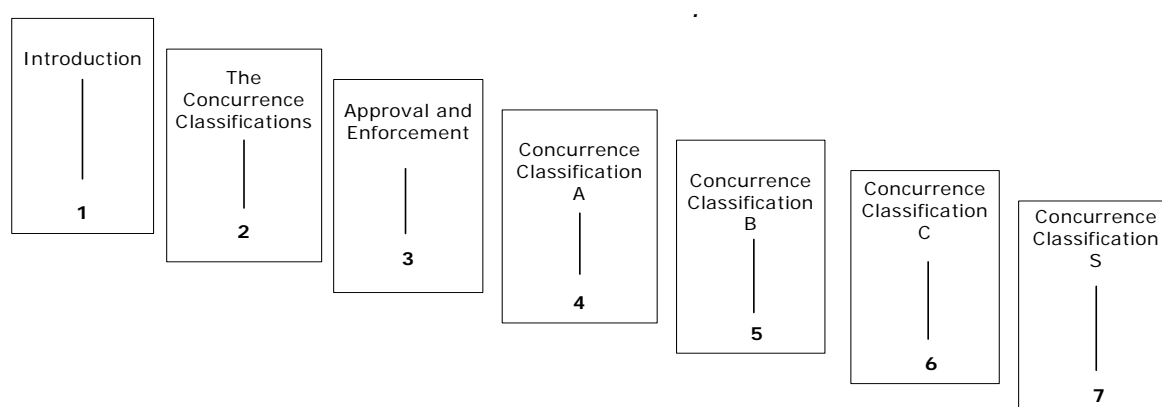 .
Introduction
1
The
Concurrence
Classifications
2
Approval and
Enforcement
3
Concurrence
Classification
A
4
Concurrence
Classification
B
5
Concurrence
Classification
C
6
Concurrence
Classification
S
7